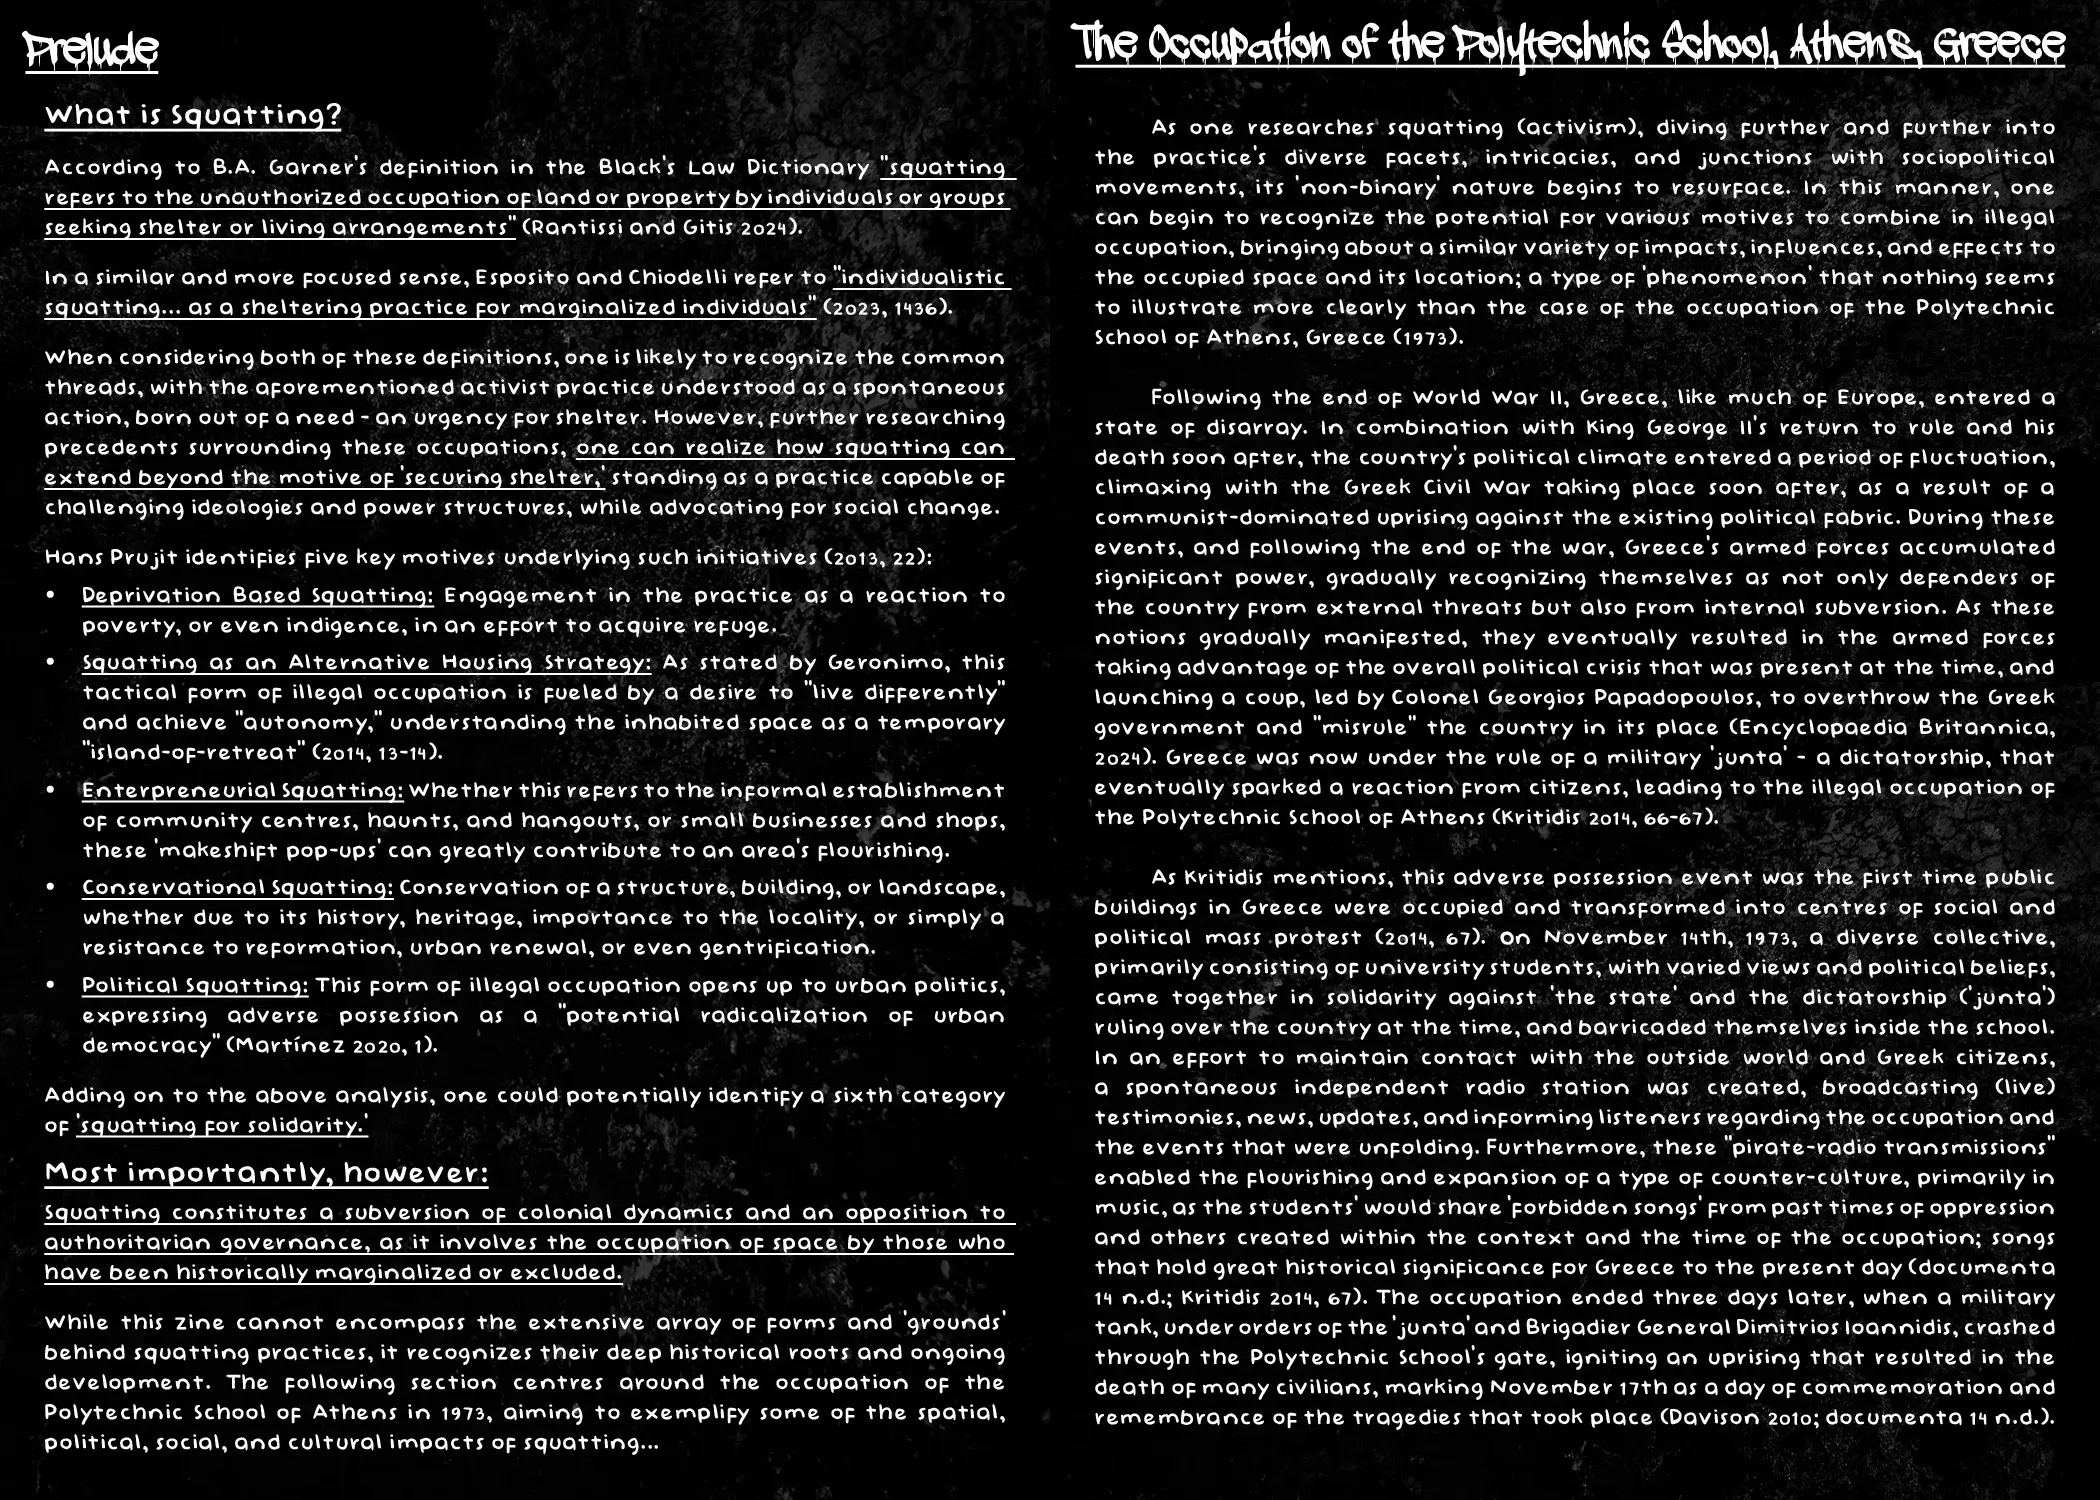 Prelude
What is Squatting?
According to B.A. Garner's definition in the Black's Law Dictionary "squatting
refers to the unauthorized occupation of land or property by individuals or groups
seeking shelter or living arrangements" (Rantissi and Gitis 2024).
In a similar and more focused sense, Esposito and Chiodelli refer to "individualistic
squatting... as a sheltering practice for marginalized individuals" (2023, 1436).
When considering both of these definitions, one is likely to recognize the common
threads, with the aforementioned activist practice understood as a spontaneous
action, born out of a need - an urgency for shelter. However, further researching
precedents surrounding these occupations, one can realize how squatting can
extend beyond the motive of 'securing shelter,' standing as a practice capable of
challenging ideologies and power structures, while advocating for social change.
Hans Prujit identifies five key motives underlying such initiatives (2013, 22):
• Deprivation Based Squatting: Engagement in the practice as a reaction to
poverty, or even indigence, in an effort to acquire refuge.
• Squatting as an Alternative Housing Strategy: As stated by Geronimo, this
tactical form of illegal occupation is fueled by a desire to "live differently"
and achieve "autonomy," understanding the inhabited space as a temporary
"island-of-retreat" (2014, 13-14).
• Enterpreneurial Squatting: Whether this refers to the informal establishment
of community centres, haunts, and hangouts, or small businesses and shops,
these 'makeshift pop-ups' can greatly contribute to an area's flourishing.
• Conservational Squatting: Conservation of a structure, building, or landscape,
whether due to its history, heritage, importance to the locality, or simply a
resistance to reformation, urban renewal, or even gentrification.
• Political Squatting: This form of illegal occupation opens up to urban politics,
expressing adverse possession as a "potential radicalization of urban
democracy" (Martínez 2020, 1).
Adding on to the above analysis, one could potentially identify a sixth category
of 'squatting for solidarity.'
Most importantly, however:
Squatting constitutes a subversion of colonial dynamics and an opposition to
authoritarian governance, as it involves the occupation of space by those who
have been historically marginalized or excluded.
While this zine cannot encompass the extensive array of forms and 'grounds'
behind squatting practices, it recognizes their deep historical roots and ongoing
development. The following section centres around the occupation of the
Polytechnic School of Athens in 1973, aiming to exemplify some of the spatial,
political, social, and cultural impacts of squatting...
The Occupation of the Polytechnic School, Athens, Greece
As one researches squatting (activism), diving further and further into
the practice's diverse facets, intricacies, and junctions with sociopolitical
movements, its 'non-binary' nature begins to resurface. In this manner, one
can begin to recognize the potential for various motives to combine in illegal
occupation, bringing about a similar variety of impacts, influences, and effects to
the occupied space and its location; a type of 'phenomenon' that nothing seems
to illustrate more clearly than the case of the occupation of the Polytechnic
School of Athens, Greece (1973).
Following the end of World War II, Greece, like much of Europe, entered a
state of disarray. In combination with King George II's return to rule and his
death soon after, the country's political climate entered a period of fluctuation,
climaxing with the Greek Civil War taking place soon after, as a result of a
communist-dominated uprising against the existing political fabric. During these
events, and following the end of the war, Greece's armed forces accumulated
significant power, gradually recognizing themselves as not only defenders of
the country from external threats but also from internal subversion. As these
notions gradually manifested, they eventually resulted in the armed forces
taking advantage of the overall political crisis that was present at the time, and
launching a coup, led by Colonel Georgios Papadopoulos, to overthrow the Greek
government and "misrule" the country in its place (Encyclopaedia Britannica,
2024). Greece was now under the rule of a military 'junta' - a dictatorship, that
eventually sparked a reaction from citizens, leading to the illegal occupation of
the Polytechnic School of Athens (Kritidis 2014, 66-67).
As Kritidis mentions, this adverse possession event was the first time public
buildings in Greece were occupied and transformed into centres of social and
political mass protest (2014, 67). On November 14th, 1973, a diverse collective,
primarily consisting of university students, with varied views and political beliefs,
came together in solidarity against 'the state' and the dictatorship ('junta')
ruling over the country at the time, and barricaded themselves inside the school.
In an effort to maintain contact with the outside world and Greek citizens,
a spontaneous independent radio station was created, broadcasting (live)
testimonies, news, updates, and informing listeners regarding the occupation and
the events that were unfolding. Furthermore, these "pirate-radio transmissions"
enabled the flourishing and expansion of a type of counter-culture, primarily in
music, as the students' would share 'forbidden songs' from past times of oppression
and others created within the context and the time of the occupation; songs
that hold great historical significance for Greece to the present day (documenta
14 n.d.; Kritidis 2014, 67). The occupation ended three days later, when a military
tank, under orders of the 'junta' and Brigadier General Dimitrios Ioannidis, crashed
through the Polytechnic School's gate, igniting an uprising that resulted in the
death of many civilians, marking November 17th as a day of commemoration and
remembrance of the tragedies that took place (Davison 2010; documenta 14 n.d.).